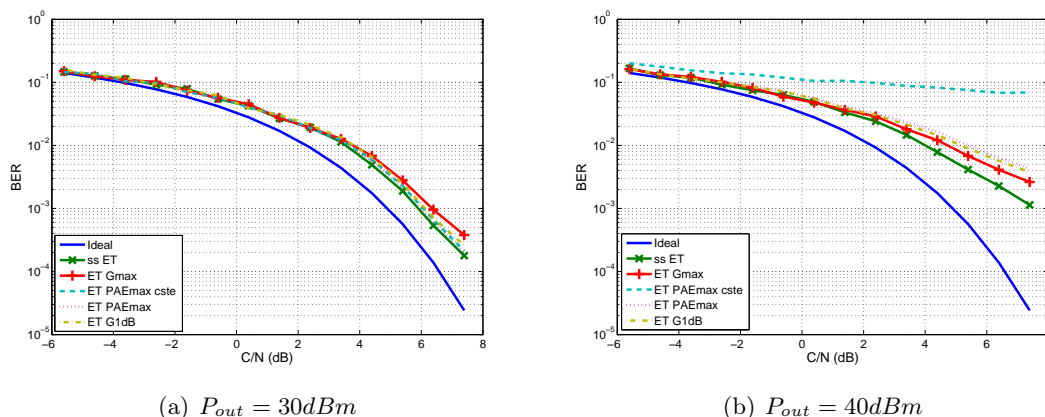 10^0
10^-1
10^-2
10^-3
10^-4
10^-5
BER
Ideal
ss ET
ET Gmax
ET PAEmax cste
ET PAEmax
ET G1dB
−6 −4 −2 0 2 4 6 8
C/N (dB)
(a) P_out = 30dBm
10^0
10^-1
10^-2
10^-3
10^-4
10^-5
BER
Ideal
ss ET
ET Gmax
ET PAEmax cste
ET PAEmax
ET G1dB
−6 −4 −2 0 2 4 6
C/N (dB)
(b) P_out = 40dBm